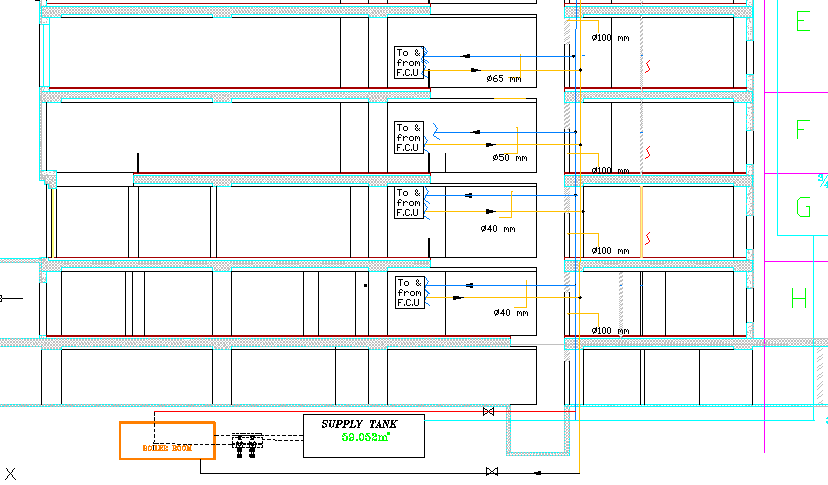 E
To &
from
F.C.U
Ø100 mm
Ø65 mm
F
To &
from
F.C.U
Ø50 mm
Ø100 mm
G
To &
from
F.C.U
Ø40 mm
Ø100 mm
H
To &
from
F.C.U
Ø40 mm
Ø100 mm
SUPPLY TANK
BOILER ROOM
X